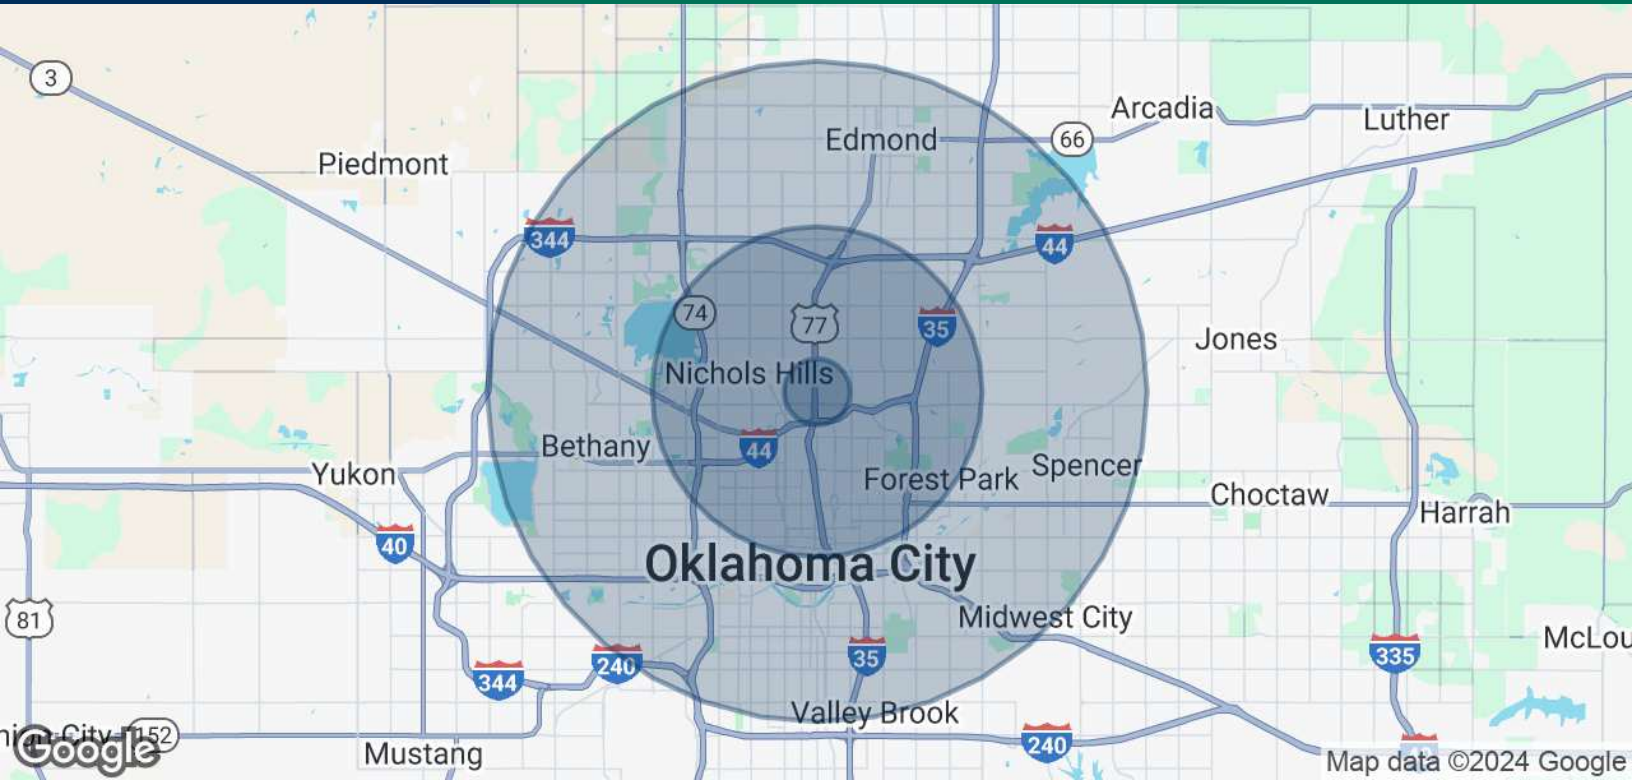 3
Arcadia
Luther
Edmond
66
Piedmont
344
44
74
77
35
Jones
Nichols Hills
Bethany
44
Yukon
Spencer
Forest Park
Choctaw
Harrah
40
Oklahoma City
81
Midwest City
McLou
35
335
240
344
Valley Brook
152
240
Mustang
Google
Map data ©2024 Google